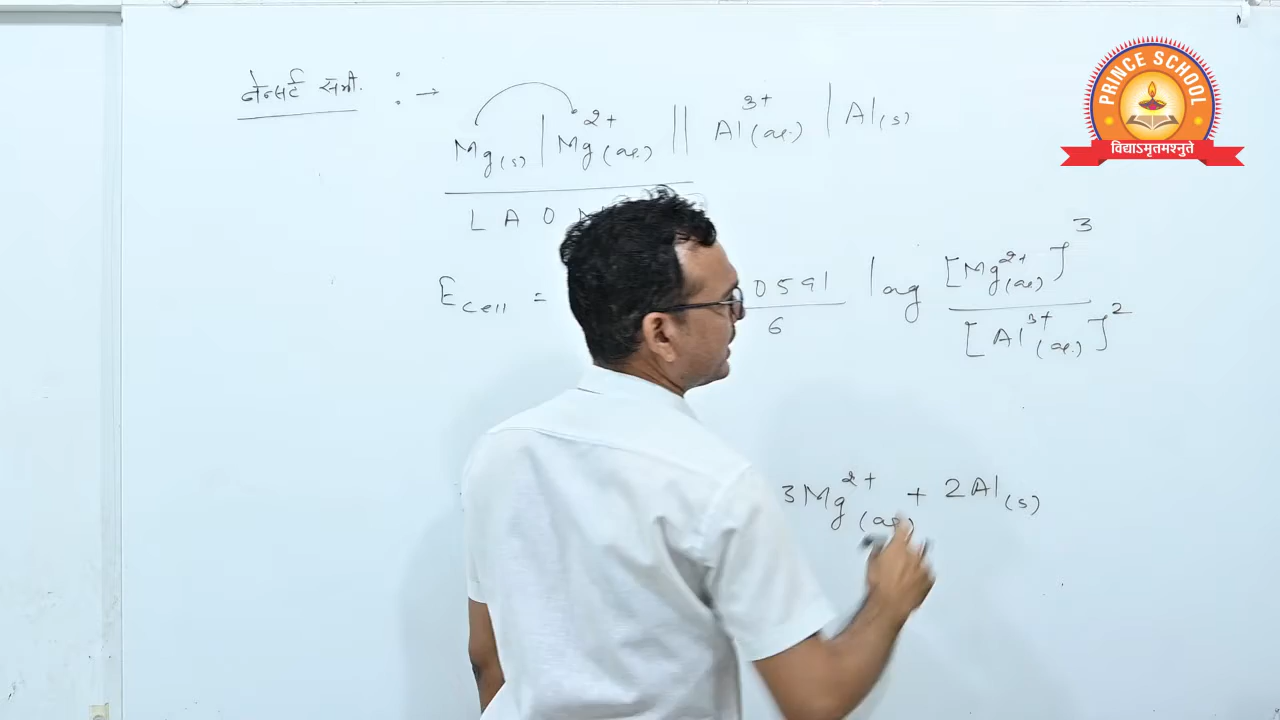 PRINCE SCHOOL
विद्याऽमृतमश्नुते
नेन्सर्ट समी. : →
Mg(s) | Mg²⁺(aq.) || Al³⁺(aq.) | Al(s)
L A O N
Ecell = 0591/6 log [Mg²⁺(aq.)]³/[Al³⁺(aq.)]²
3Mg²⁺(aq.) + 2Al(s)